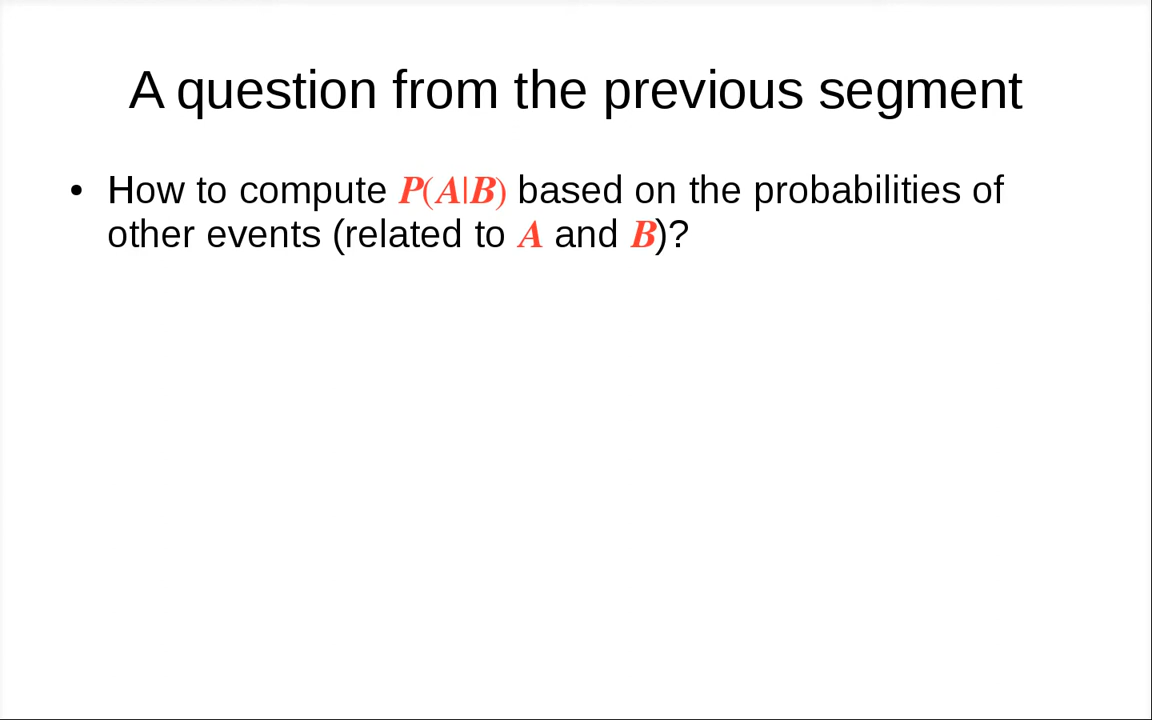 A question from the previous segment
• How to compute P(A|B) based on the probabilities of
other events (related to A and B)?